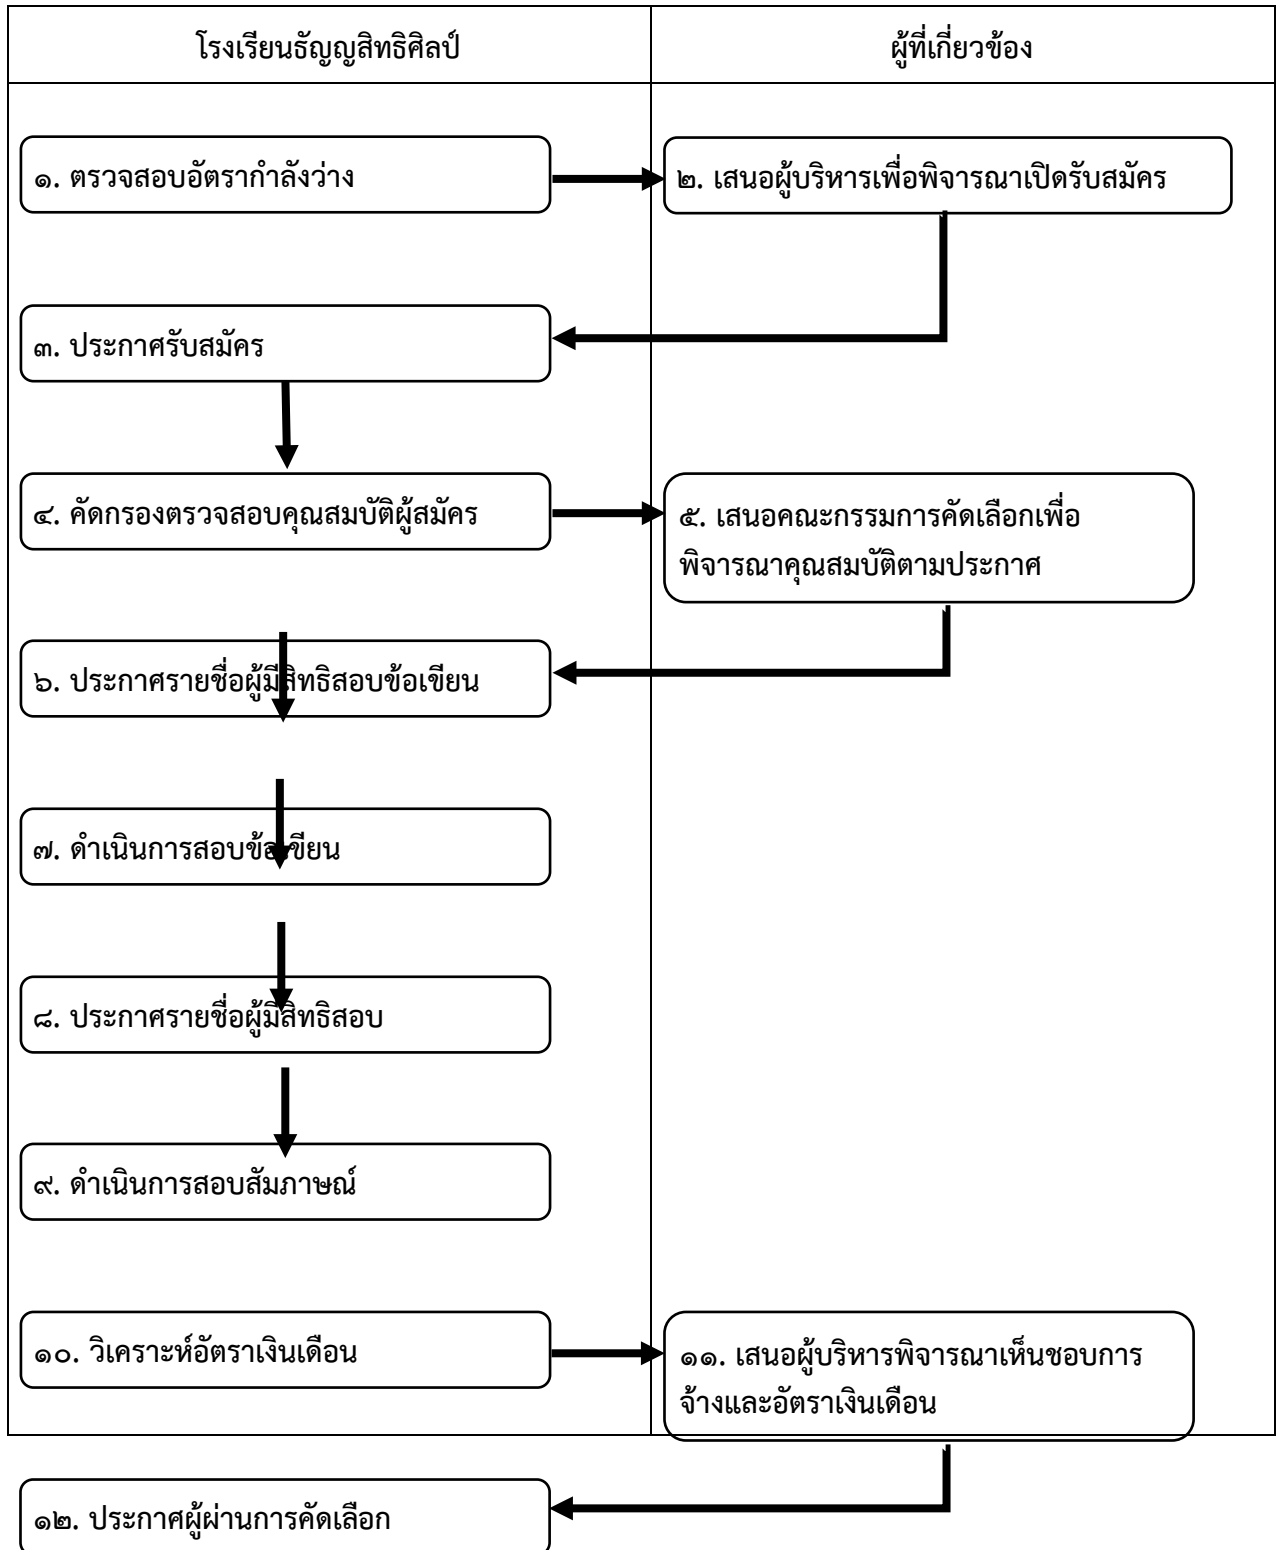 โรงเรียนธัญญสิทธิศิลป์
ผู้ที่เกี่ยวข้อง
๑. ตรวจสอบอัตรากำลังว่าง
๒. เสนอผู้บริหารเพื่อพิจารณาเปิดรับสมัคร
๓. ประกาศรับสมัคร
๔. คัดกรองตรวจสอบคุณสมบัติผู้สมัคร
๕. เสนอคณะกรรมการคัดเลือกเพื่อ
พิจารณาคุณสมบัติตามประกาศ
๖. ประกาศรายชื่อผู้มีสิทธิสอบข้อเขียน
๗. ดำเนินการสอบข้อเขียน
๘. ประกาศรายชื่อผู้มีสิทธิสอบ
๙. ดำเนินการสอบสัมภาษณ์
๑๐. วิเคราะห์อัตราเงินเดือน
๑๑. เสนอผู้บริหารพิจารณาเห็นชอบการ
จ้างและอัตราเงินเดือน
๑๒. ประกาศผู้ผ่านการคัดเลือก